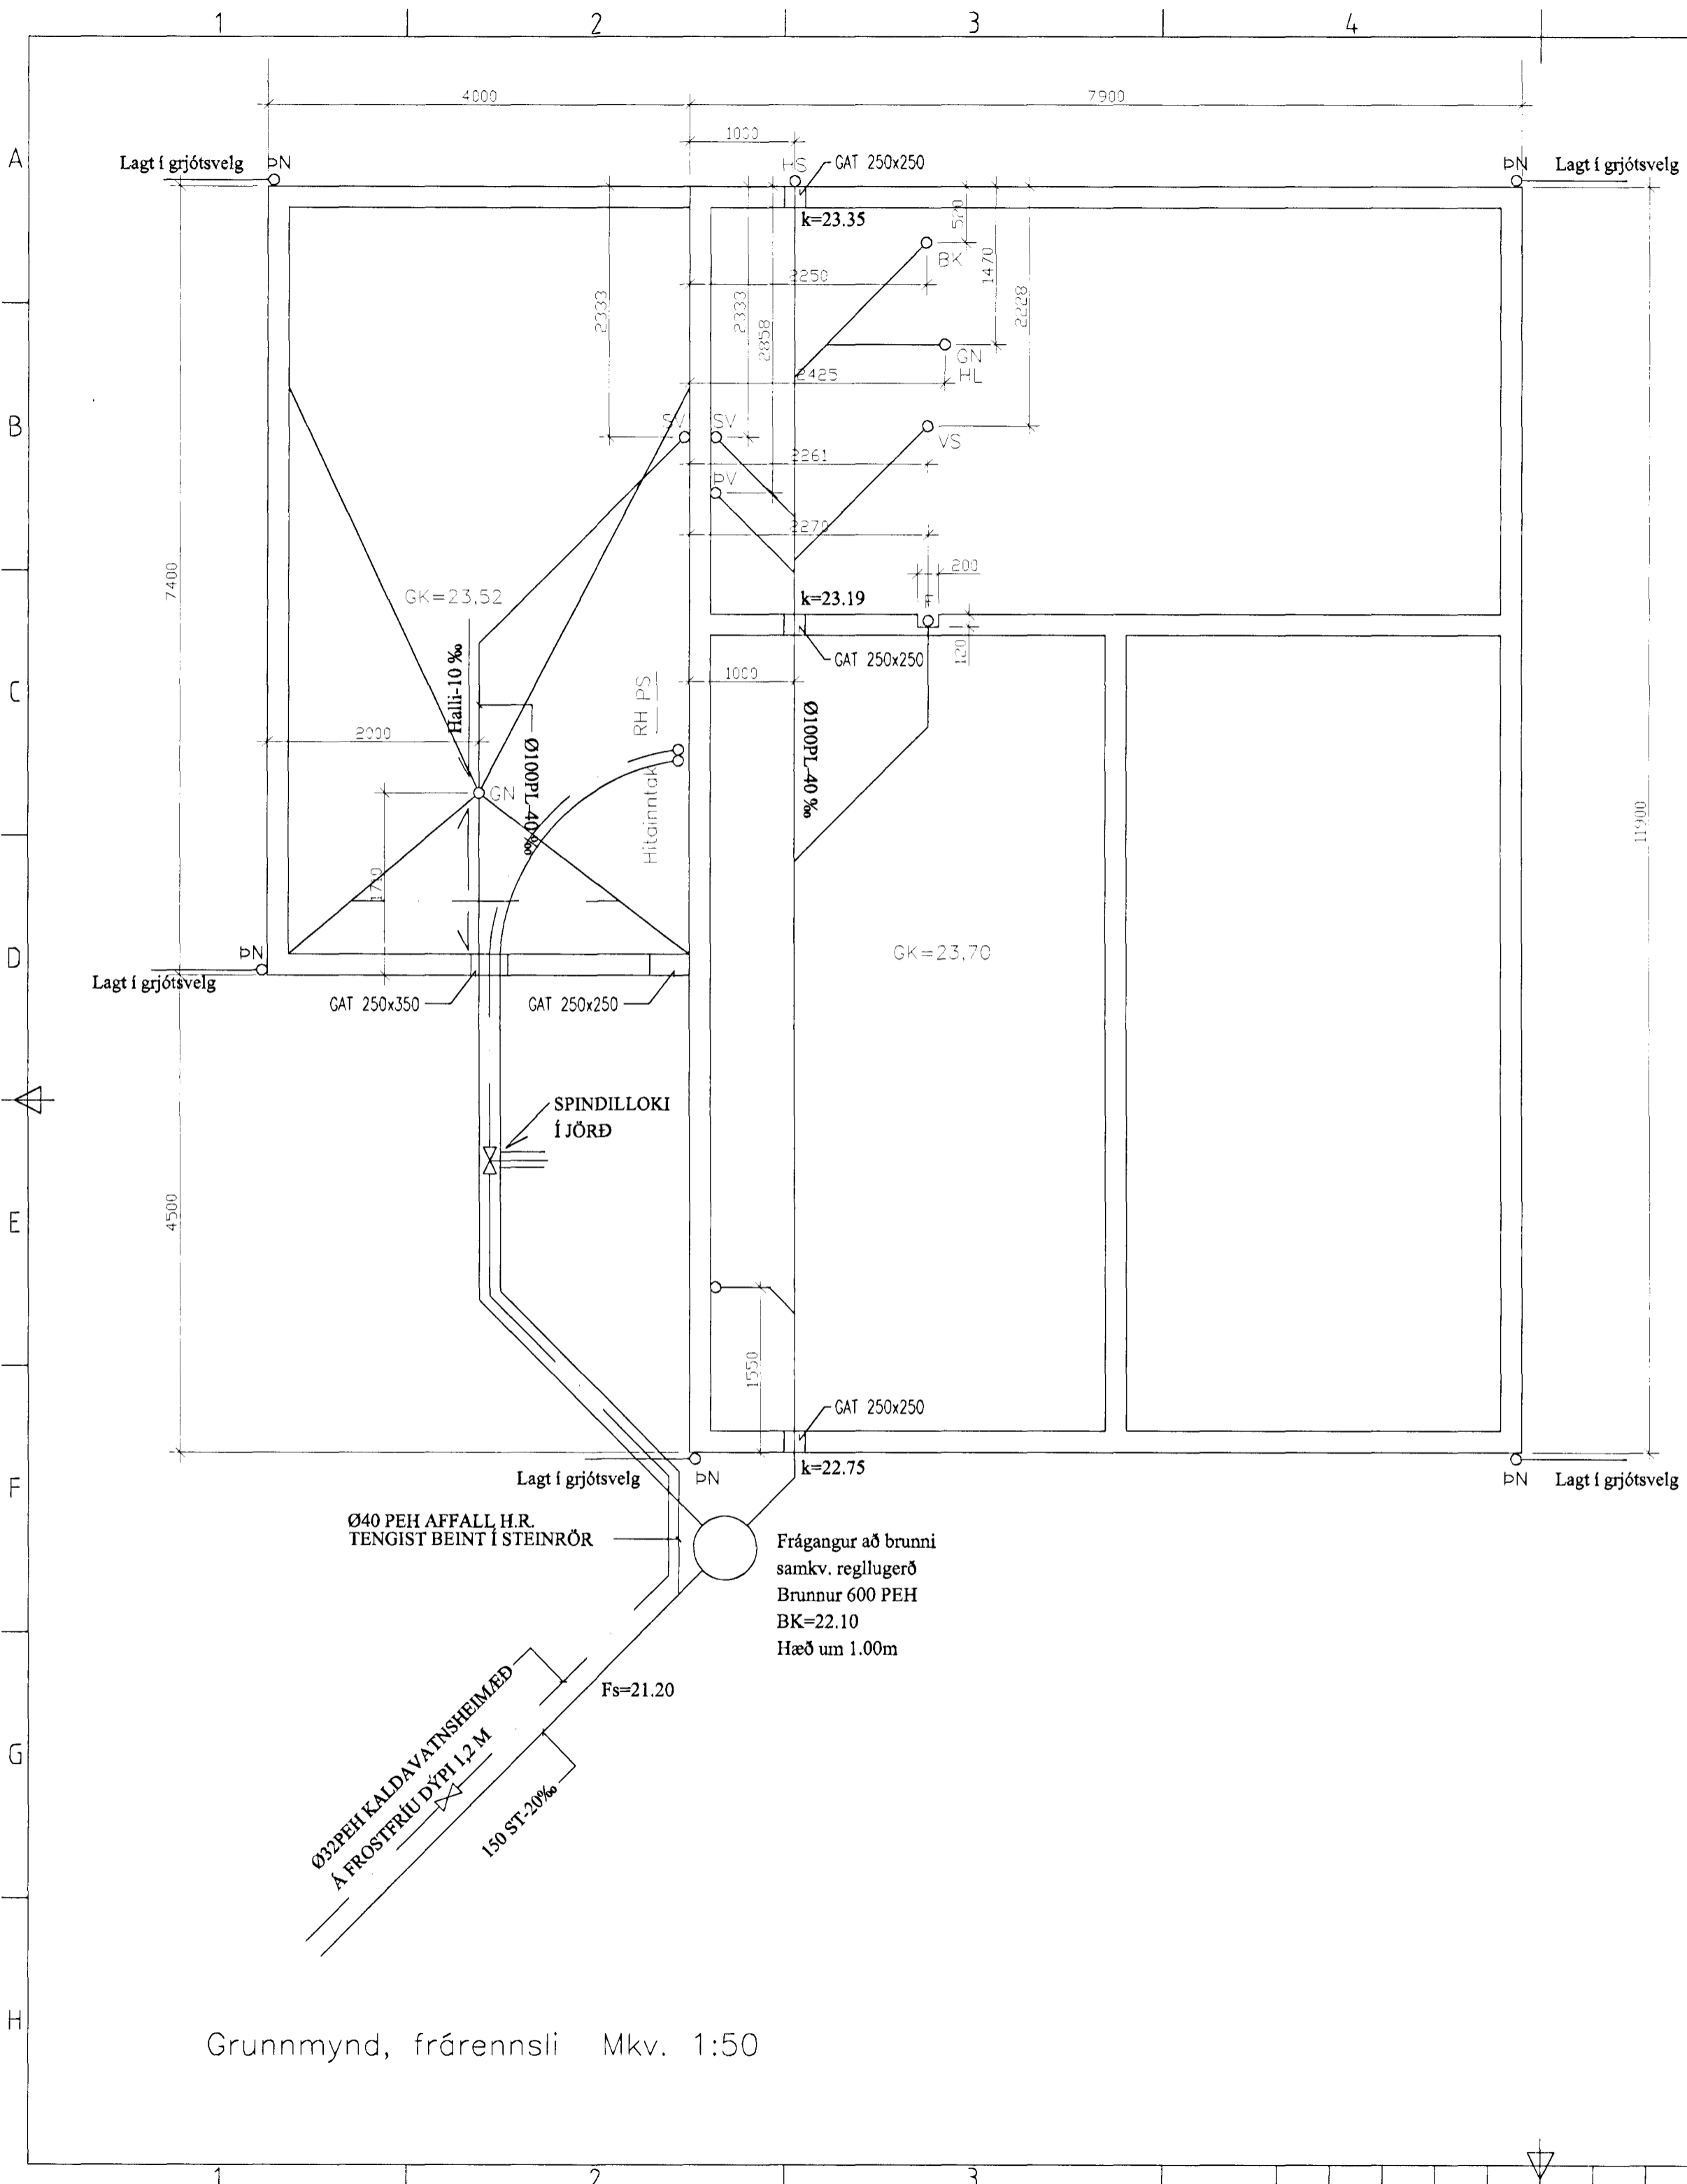 1 2 3 4
4000 7900
1000
A
Lagt í grjótsvelg ÞN HS GAT 250x250 ÞN Lagt í grjótsvelg
k=23.35
520
BK
1470
2250
2228
2333 2333 2858
GN
HL
2425
B
SV SV VS
2261
ÞV
2270
200
7400
GK=23,52 k=23.19 F
120
GAT 250x250
C
Halli-10 ‰
RH PS
1000
Ø100PL-40 ‰
2000
Ø100PL-40 ‰
Hitainntak
GN
11900
1710
D
ÞN GK=23,70
Lagt í grjótsvelg
GAT 250x350 GAT 250x250
SPINDILLOKI
Í JÖRÐ
E
4500
1550
GAT 250x250
F
Lagt í grjótsvelg ÞN k=22.75 ÞN Lagt í grjótsvelg
Ø40 PEH AFFALL H.R.
TENGIST BEINT Í STEINRÖR
Frágangur að brunni
samkv. regllugerð
Brunnur 600 PEH
BK=22.10
Hæð um 1.00m
Fs=21.20
G
Ø32PEH KALDAVATNSHEIMÆÐ
Á FROSTFRÍU DÝPI 1,2 M
150 ST-20‰
H
Grunnmynd, frárennsli Mkv. 1:50
1 2 3